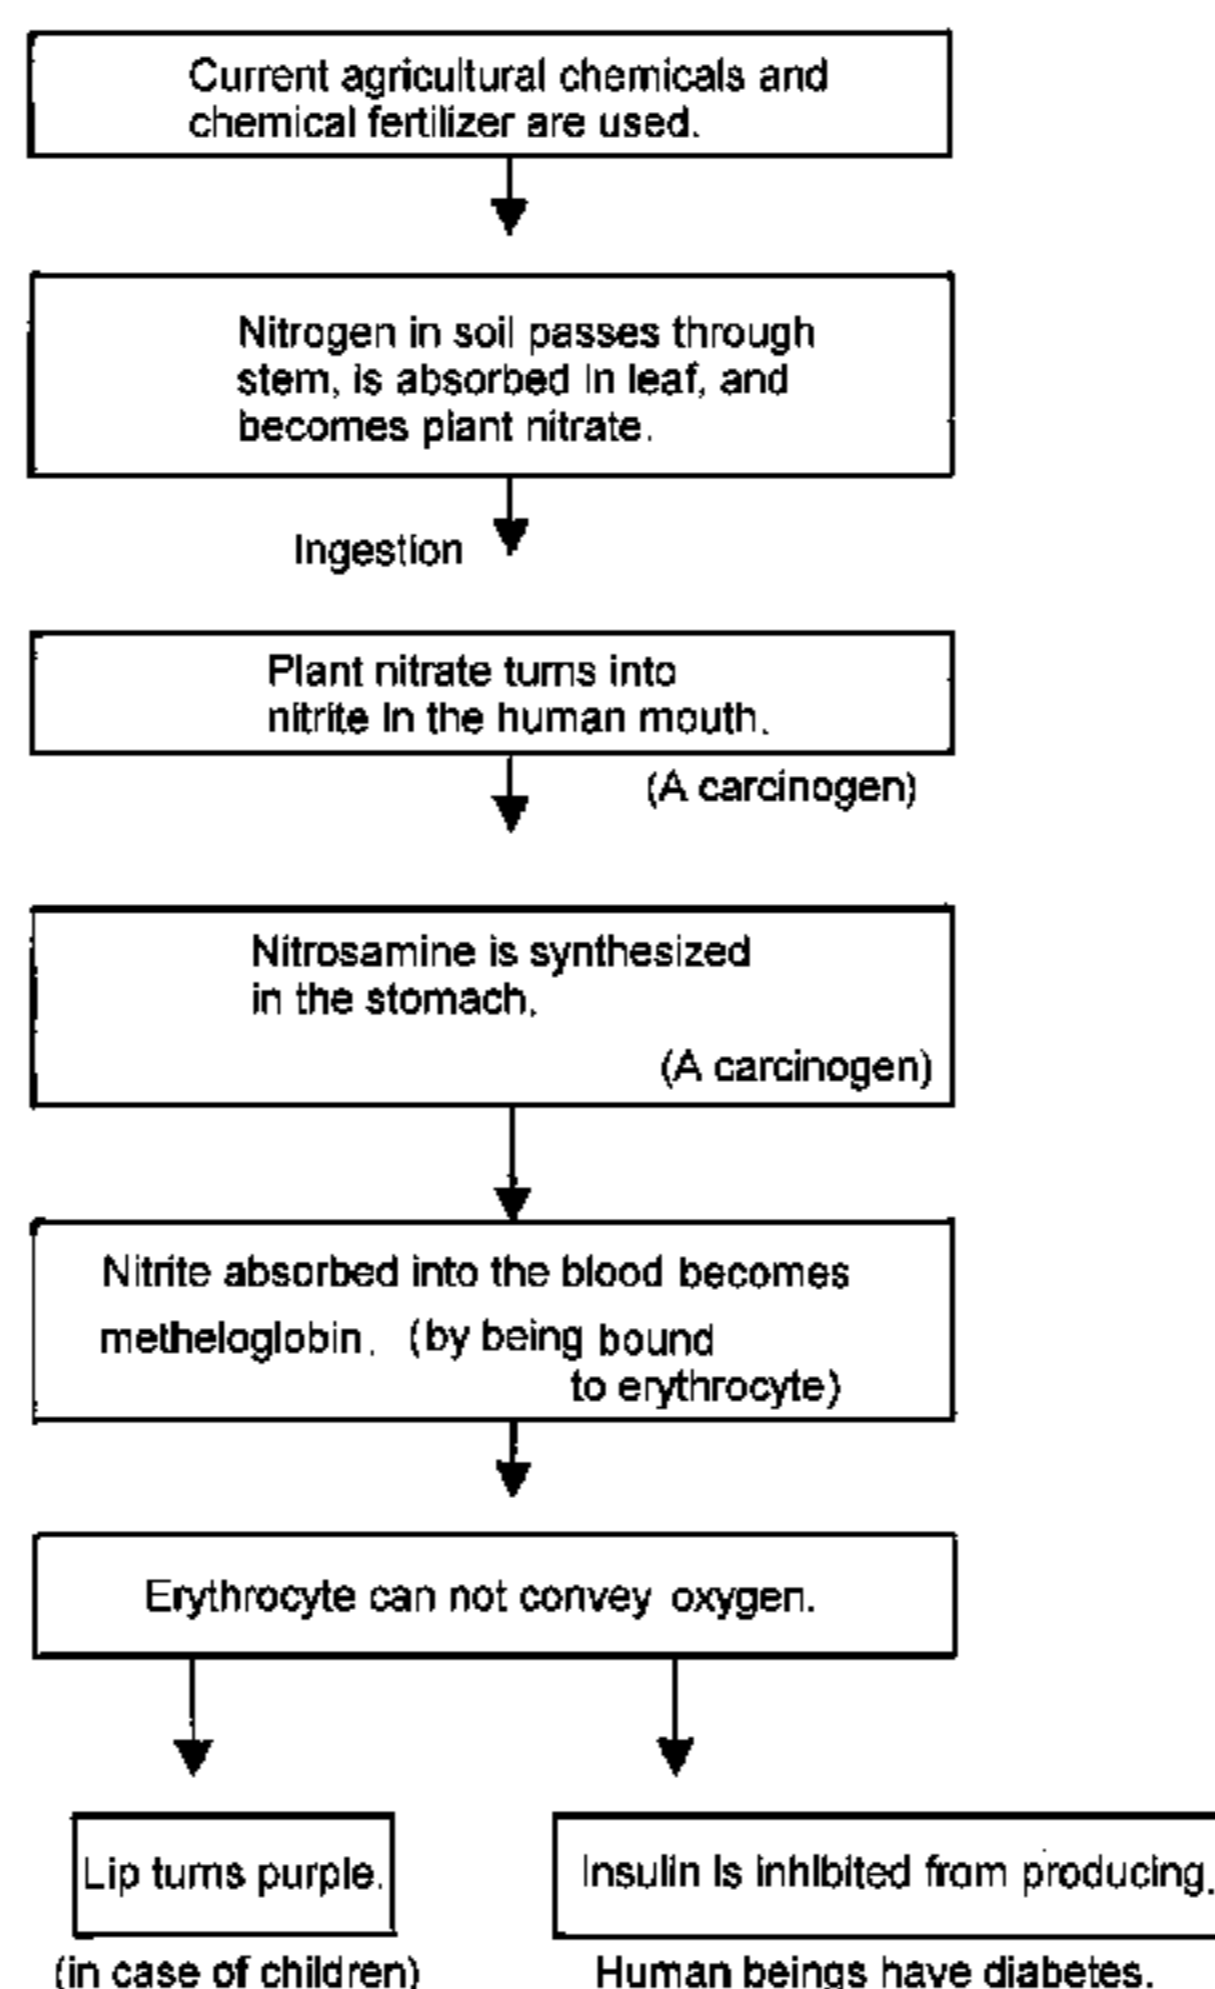 Current agricultural chemicals and
chemical fertilizer are used.
Nitrogen in soil passes through
stem, is absorbed in leaf, and
becomes plant nitrate.
Ingestion
Plant nitrate turns into
nitrite in the human mouth.
(A carcinogen)
Nitrosamine is synthesized
in the stomach.
(A carcinogen)
Nitrite absorbed into the blood becomes
metheloglobin. (by being bound
to erythrocyte)
Erythrocyte can not convey oxygen.
Lip turns purple.
(in case of children)
Insulin is inhibited from producing.
Human beings have diabetes.